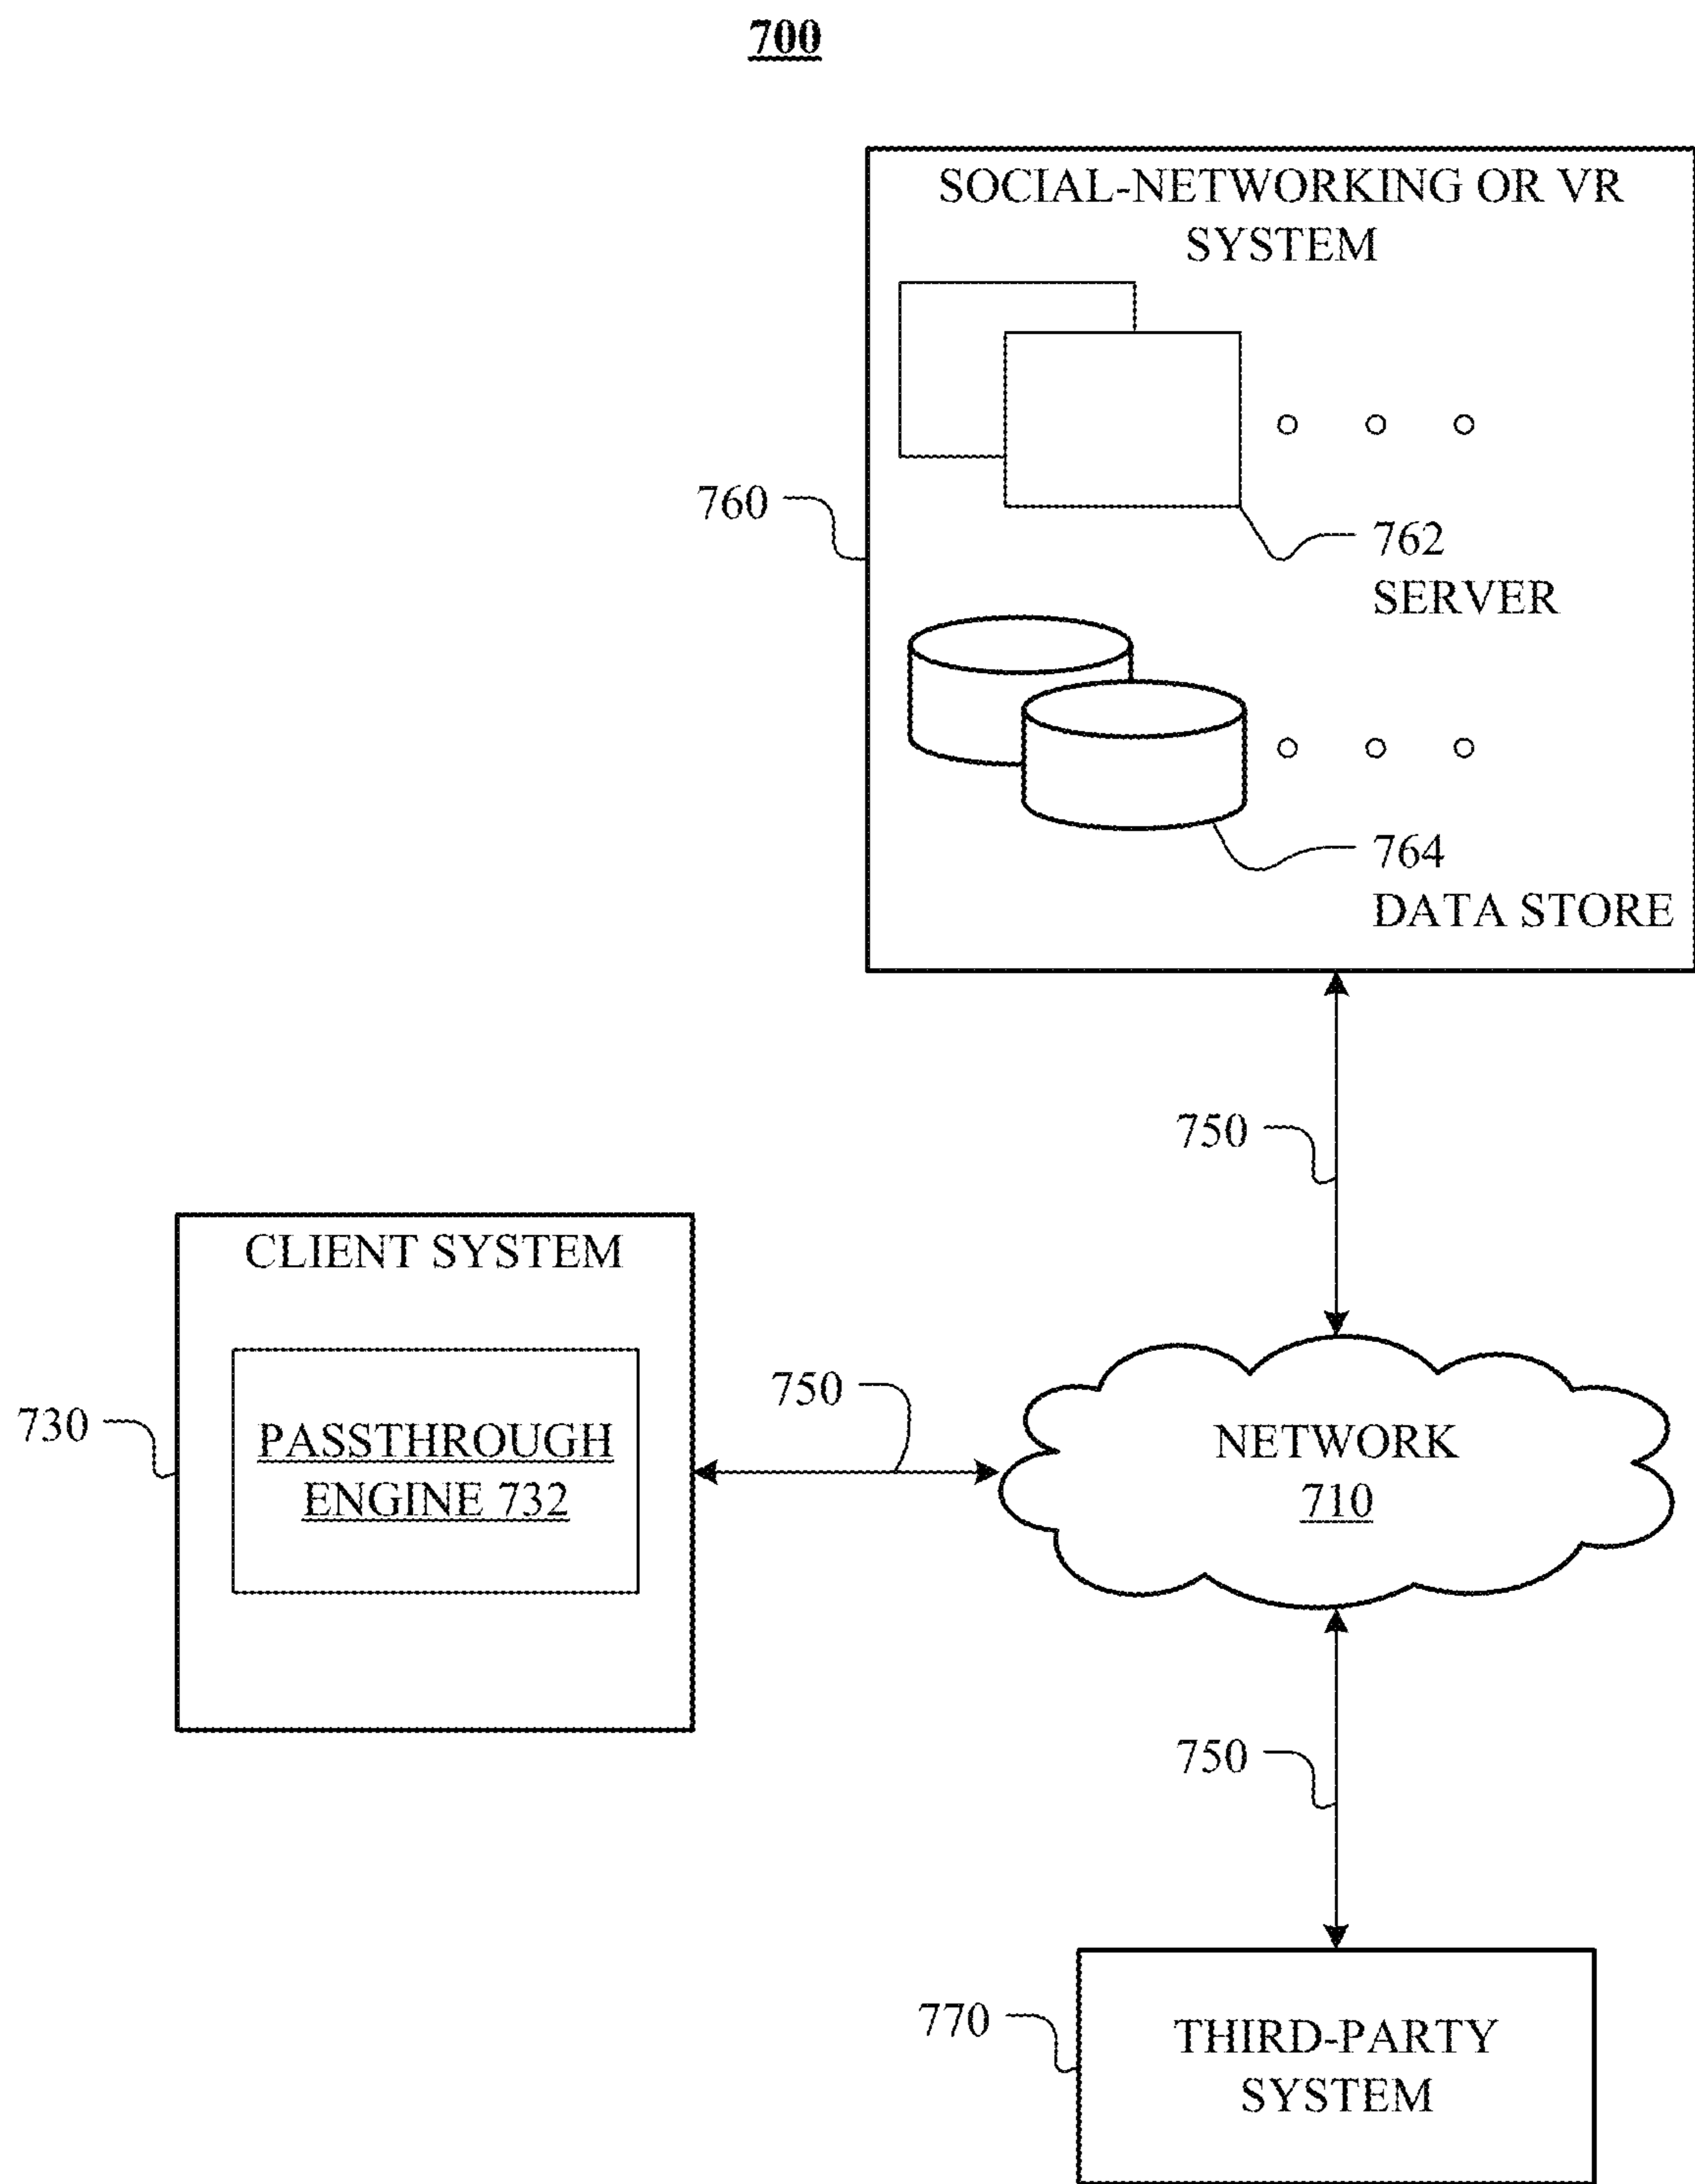 700
SOCIAL-NETWORKING OR VR
SYSTEM
760
762
SERVER
764
DATA STORE
750
CLIENT SYSTEM
730
PASSTHROUGH
ENGINE 732
750
NETWORK
710
750
770
THIRD-PARTY
SYSTEM